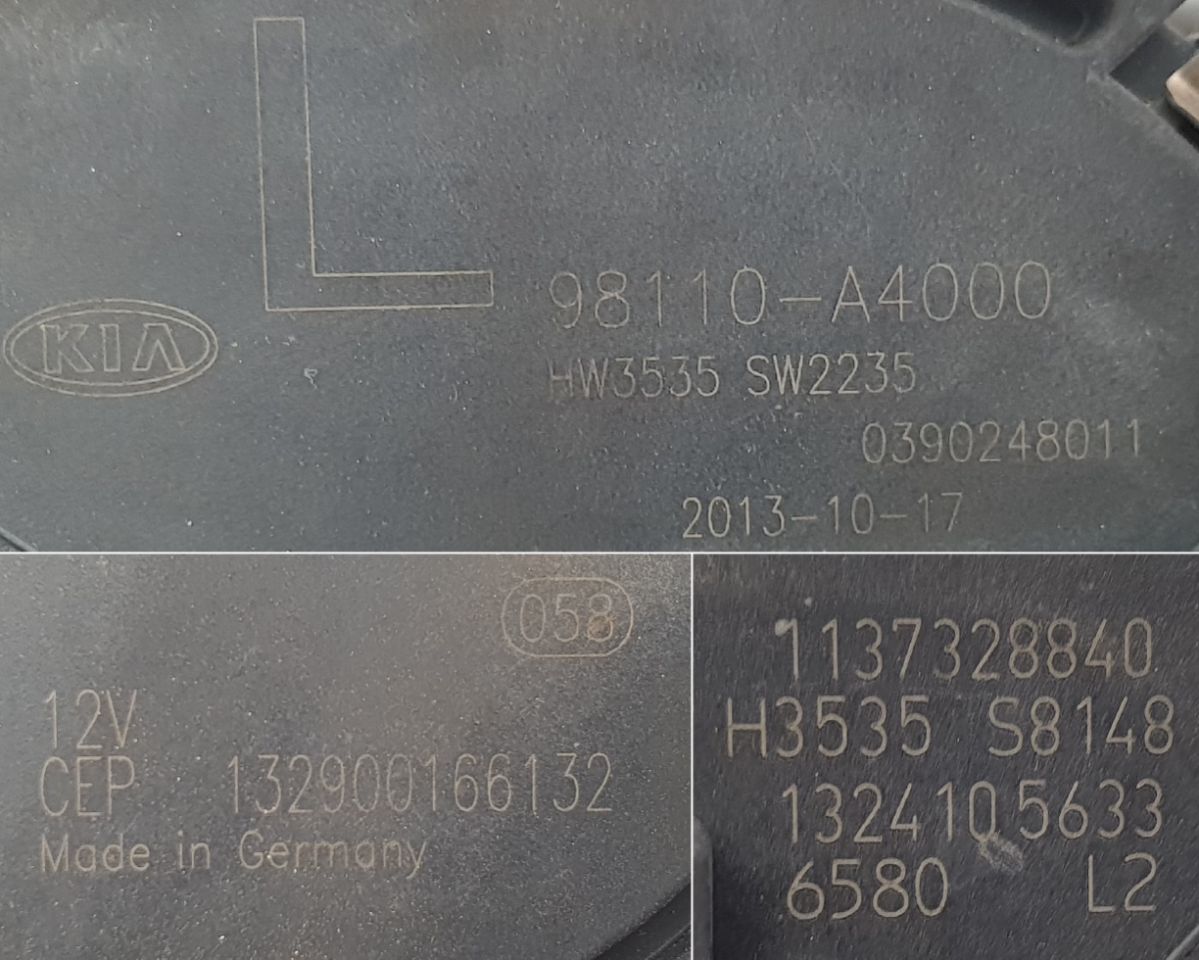 L
KIA
98110-A4000
HW3535 SW2235
0390248011
2013-10-17
058
12V
CEP 132900166132
Made in Germany
1137328840
H3535 S8148
1324105633
6580 L2